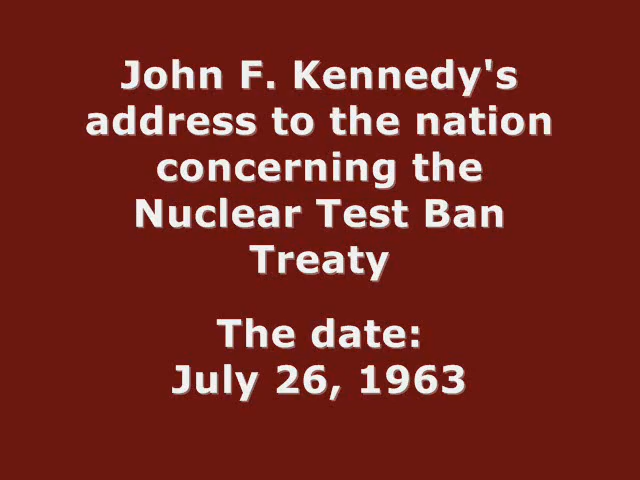 John F. Kennedy's
address to the nation
concerning the
Nuclear Test Ban
Treaty
The date:
July 26, 1963